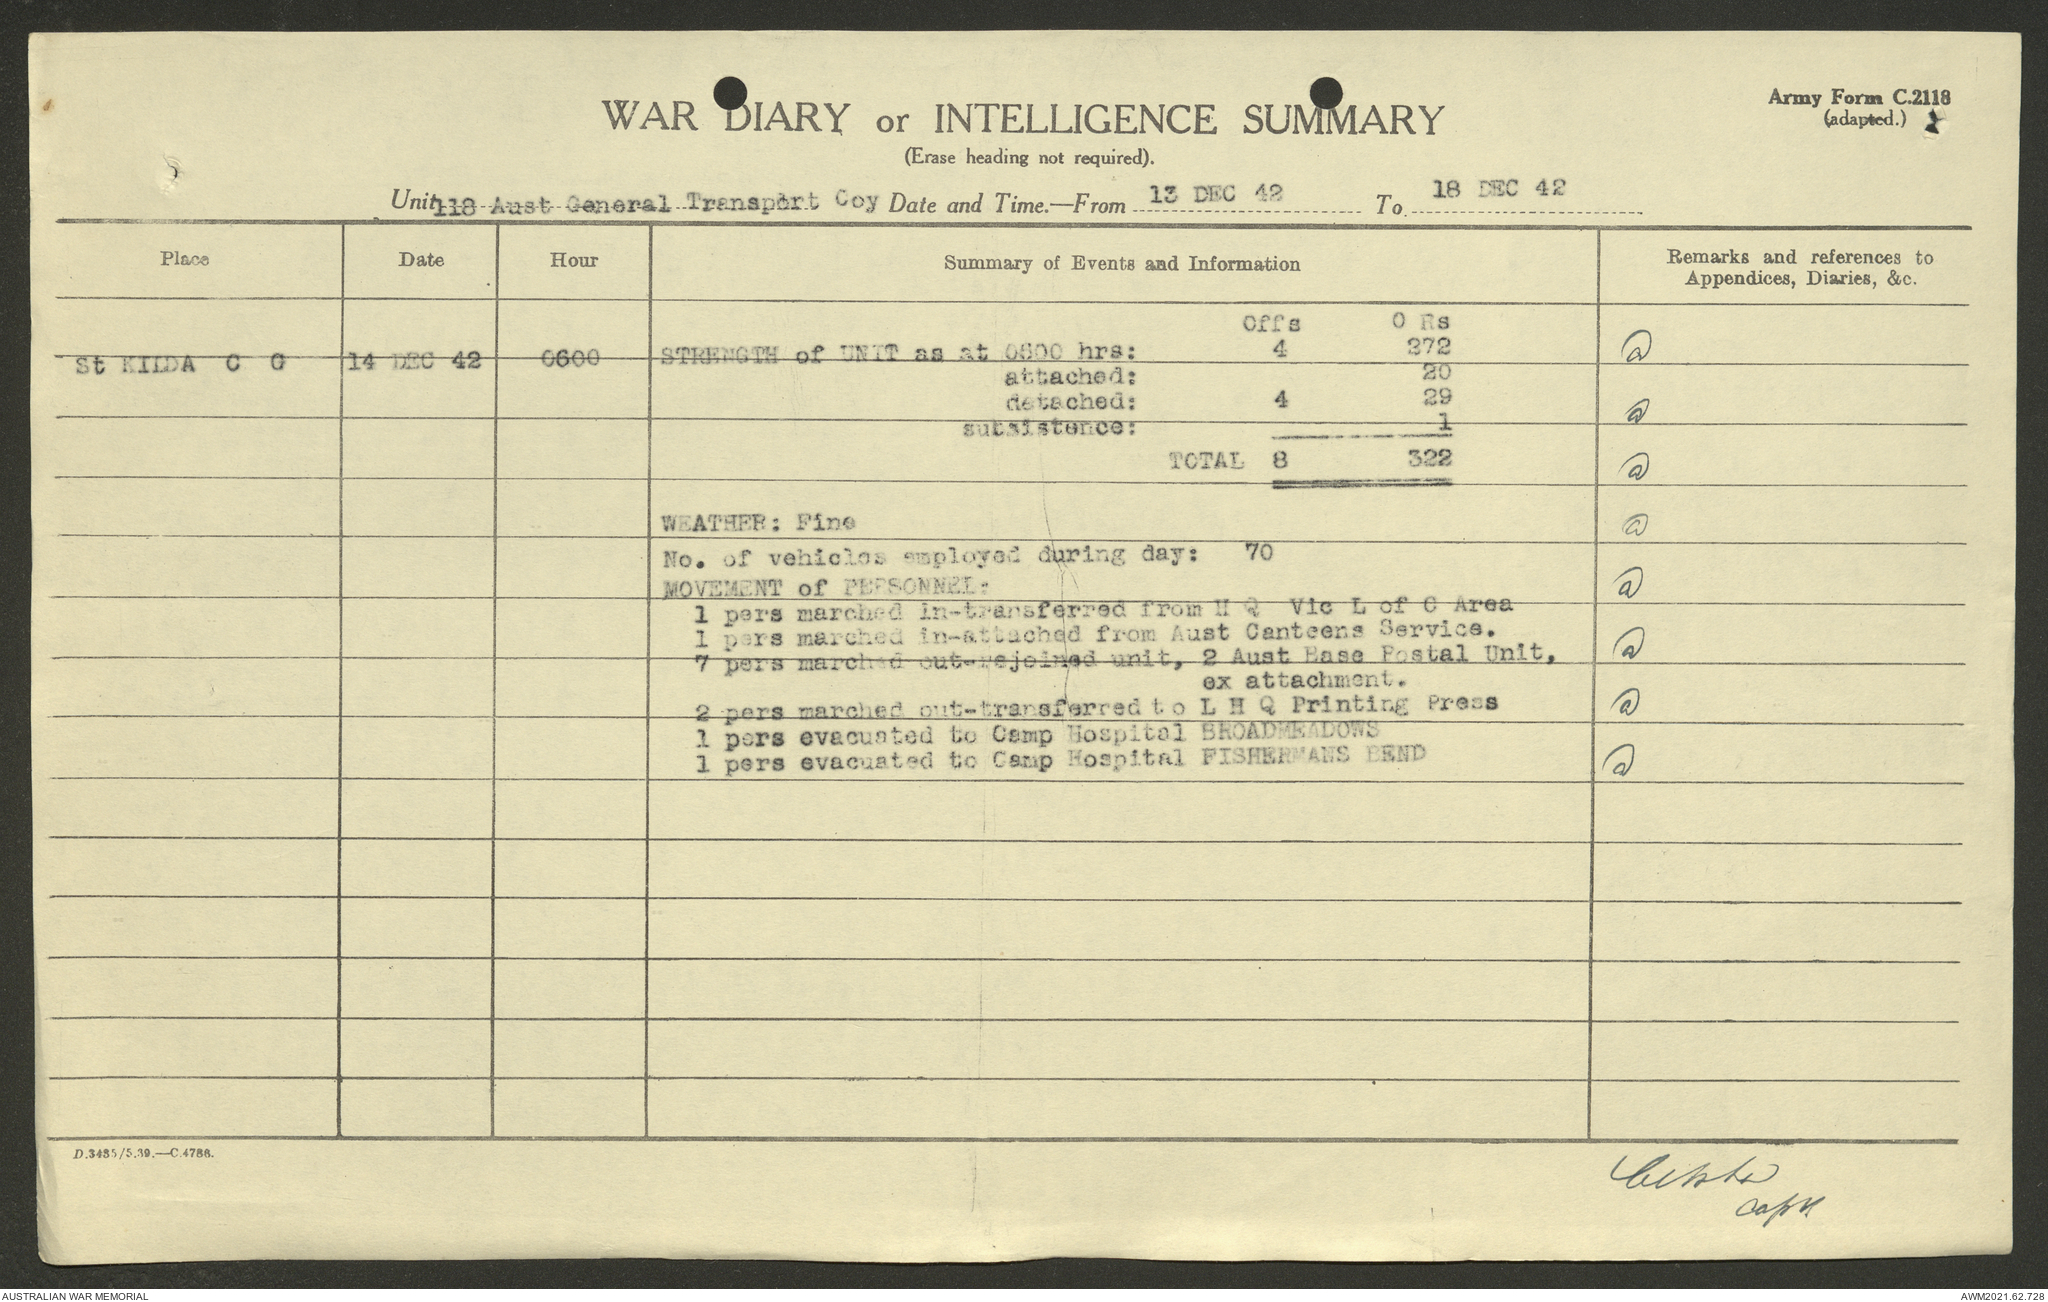 WAR DIARY or INTELLIGENCE SUMMARY
Army Form C.2118
(adapted.)
(Erase heading not required).
Unit 118 Aust General Transport Coy Date and Time.—From 13 DEC 42 To 18 DEC 42
Place Date Hour Summary of Events and Information Remarks and references to
Appendices, Diaries, &c.
Offs O Rs
St KILDA C O 14 DEC 42 0600 STRENGTH of UNIT as at 0600 hrs: 4 272
attached: 20
detached: 4 29
subsistence: 1
TOTAL 8 322
WEATHER: Fine
No. of vehicles employed during day: 70
MOVEMENT of PERSONNEL:
1 pers marched in-transferred from H Q Vic L of C Area
1 pers marched in-attached from Aust Canteens Service.
7 pers marched out-rejoined unit, 2 Aust Base Postal Unit,
ex attachment.
2 pers marched out-transferred to L H Q Printing Press
1 pers evacuated to Camp Hospital BROADMEADOWS
1 pers evacuated to Camp Hospital FISHERMANS BEND
D.3485/5.39.—C.4786.
Capt
AUSTRALIAN WAR MEMORIAL
AWM2021.62.728